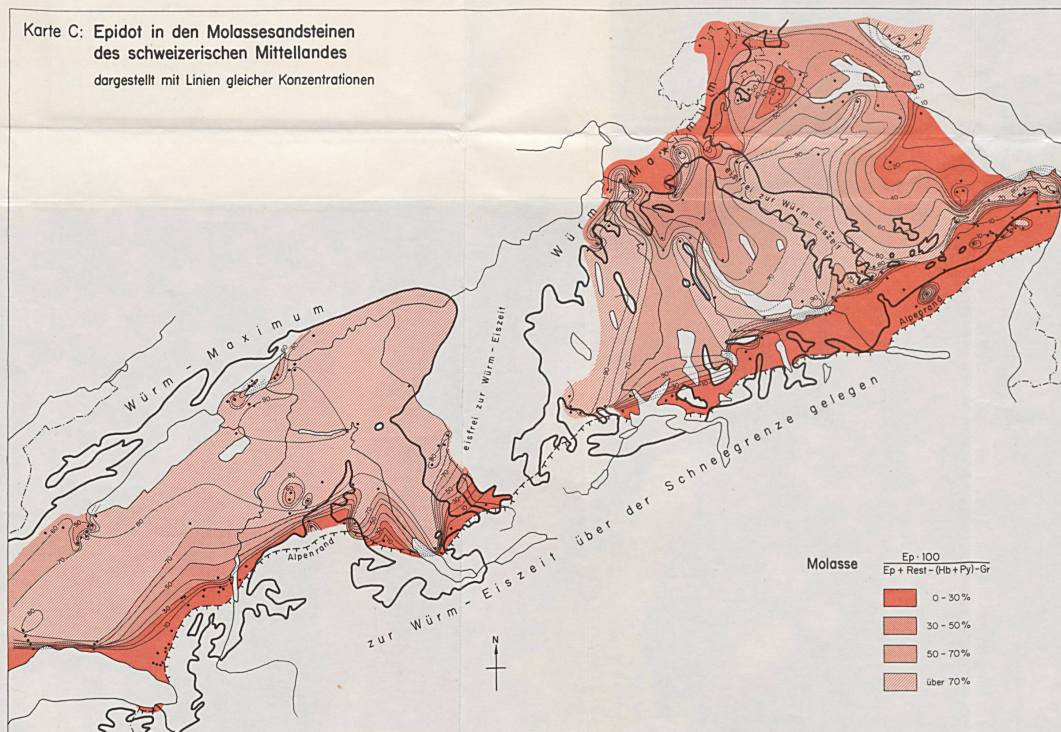 Karte C: Epidot in den Molassesandsteinen
des schweizerischen Mittellandes
dargestellt mit Linien gleicher Konzentrationen
Würm-Maximum
Würm-Maximum
eisfrei zur Würm-Eiszeit
eisfrei zur Würm-Eiszeit
Alpenrand
Alpenrand
zur Würm-Eiszeit über der Schneegrenze gelegen
N
Molasse
Ep·100
Ep+Rest-(Hb+Py)-Gr
0-30%
30-50%
50-70%
über 70%